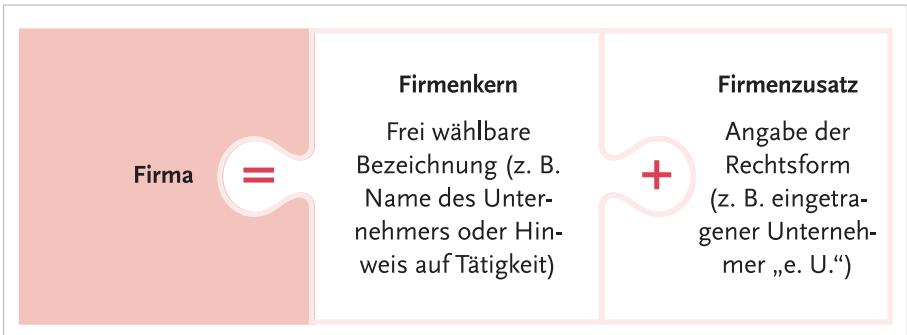 Firma
=
Firmenkern
Frei wählbare
Bezeichnung (z. B.
Name des Unter-
nehmers oder Hin-
weis auf Tätigkeit)
+
Firmenzusatz
Angabe der
Rechtsform
(z. B. eingetra-
gener Unterneh-
mer „e. U.“)